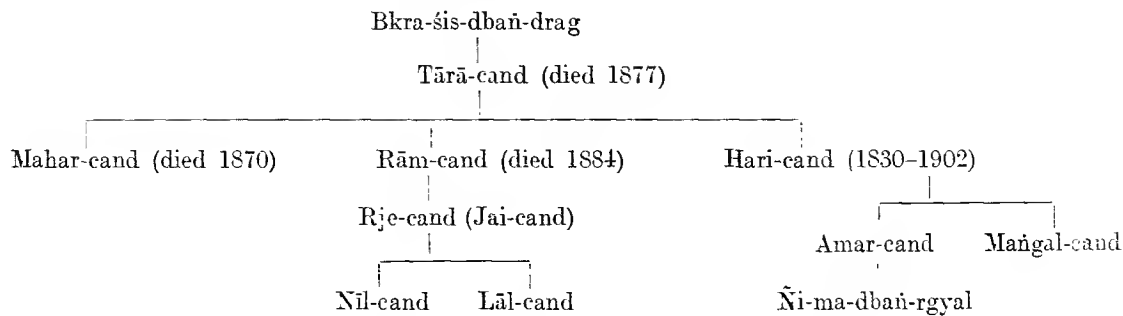 Bkra-śis-dbaṅ-drag
Tārā-cand (died 1877)
Mahar-cand (died 1870) Rām-cand (died 1884) Hari-cand (1830–1902)
Rje-cand (Jai-cand)
Amar-cand Maṅgal-cand
Nīl-cand Lāl-cand Ñi-ma-dbaṅ-rgyal